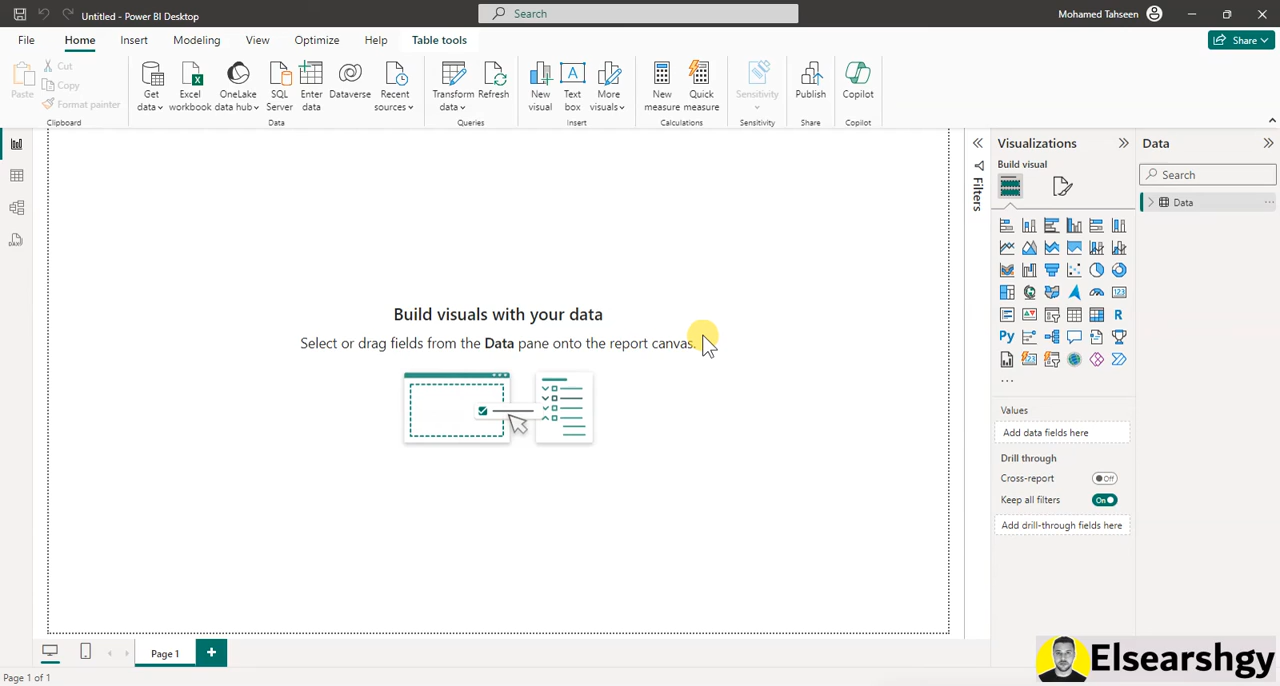 Untitled - Power BI Desktop
Search
Mohamed Tahseen
File
Home
Insert
Modeling
View
Optimize
Help
Table tools
Share
Paste
Cut
Copy
Format painter
Clipboard
Get data
Excel workbook
OneLake data hub
SQL Server
Enter data
Dataverse
Recent sources
Data
Transform data
Refresh
Queries
New visual
Text box
More visuals
Insert
New measure
Quick measure
Calculations
Sensitivity
Sensitivity
Publish
Share
Copilot
Copilot
Build visuals with your data
Select or drag fields from the Data pane onto the report canvas.
Filters
Visualizations
Build visual
Data
Search
Data
123
R
Py
Values
Add data fields here
Drill through
Cross-report
Off
Keep all filters
On
Add drill-through fields here
Page 1
Page 1 of 1
Elsearshgy